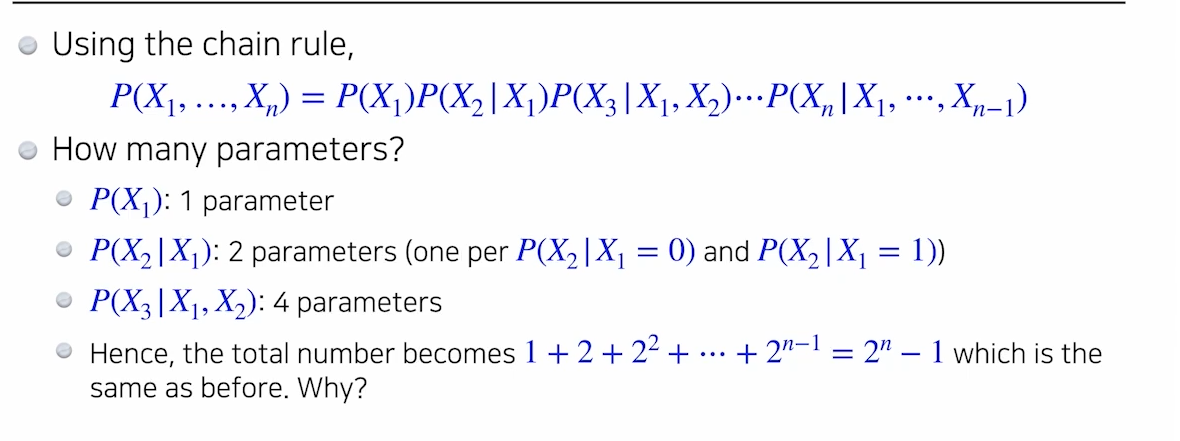 Using the chain rule,
P(X₁, …, Xₙ) = P(X₁)P(X₂|X₁)P(X₃|X₁, X₂)⋯P(Xₙ|X₁, ⋯, Xₙ₋₁)
How many parameters?
P(X₁): 1 parameter
P(X₂|X₁): 2 parameters (one per P(X₂|X₁ = 0) and P(X₂|X₁ = 1))
P(X₃|X₁, X₂): 4 parameters
Hence, the total number becomes 1 + 2 + 2² + ⋯ + 2ⁿ⁻¹ = 2ⁿ − 1 which is the
same as before. Why?